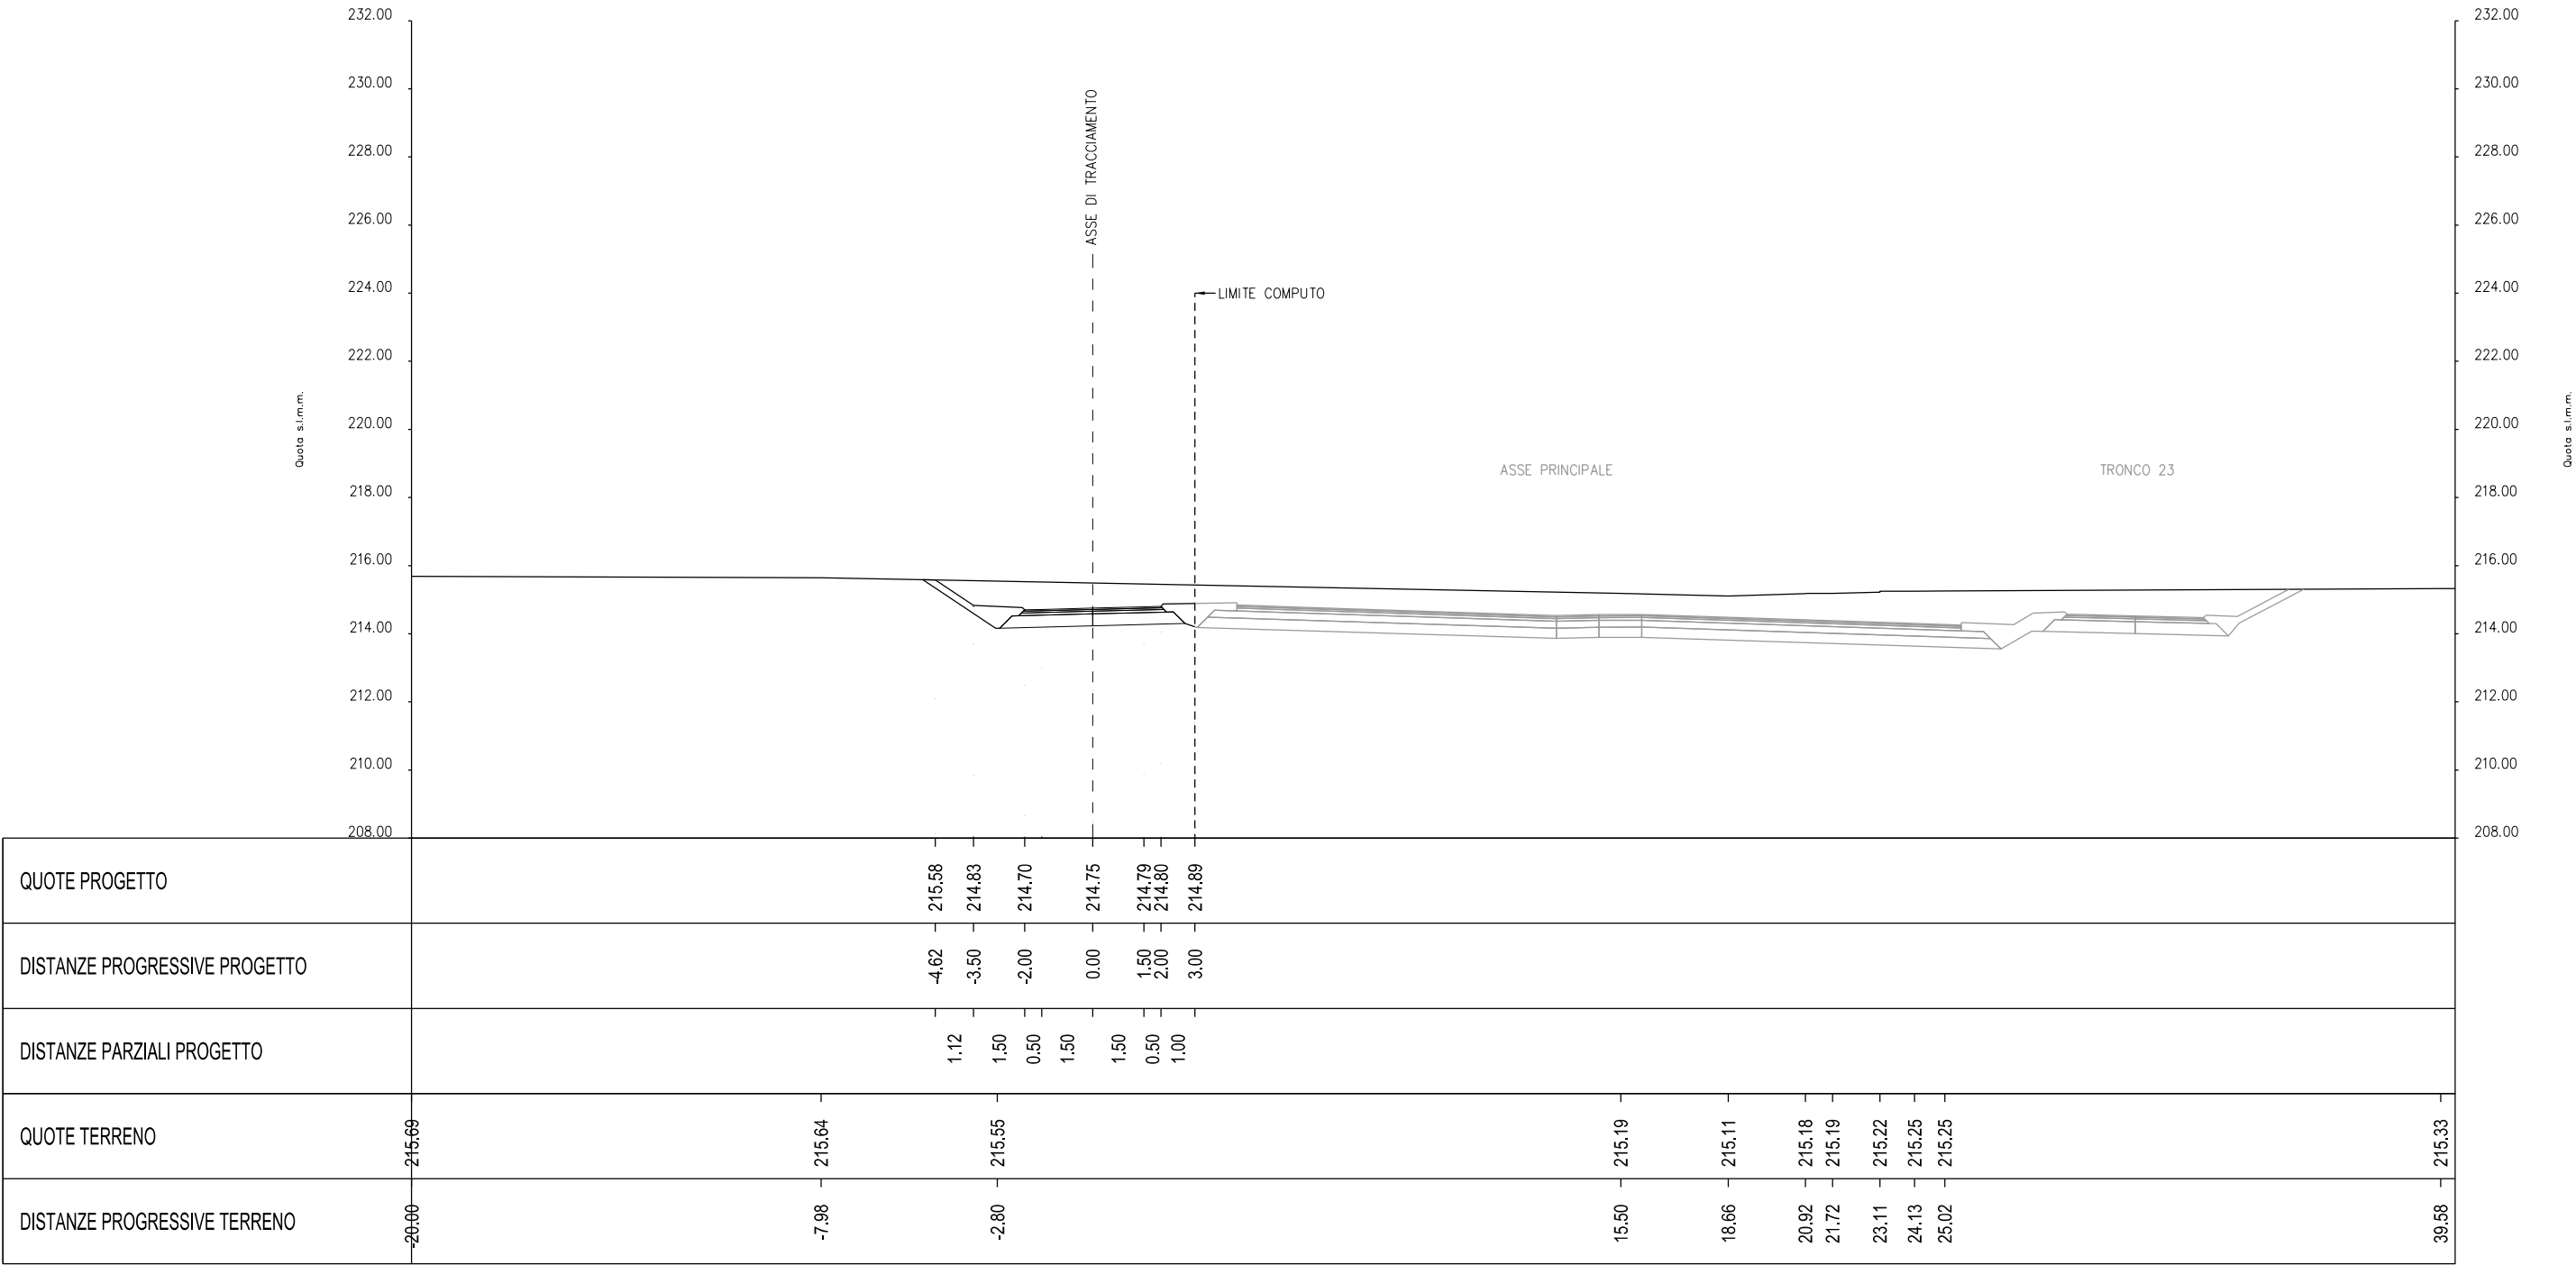 232.00 232.00
230.00 230.00
228.00 228.00
226.00 226.00
224.00 224.00
222.00 222.00
220.00 220.00
218.00 218.00
216.00 216.00
214.00 214.00
212.00 212.00
210.00 210.00
208.00 208.00
Quota s.l.m.m.
Quota s.l.m.m.
ASSE DI TRACCIAMENTO
LIMITE COMPUTO
ASSE PRINCIPALE
TRONCO 23
QUOTE PROGETTO 215.58 214.83 214.70 214.75 214.79 214.80 214.89
DISTANZE PROGRESSIVE PROGETTO -4.62 -3.50 -2.00 0.00 1.50 2.00 3.00
DISTANZE PARZIALI PROGETTO 1.12 1.50 0.50 1.50 1.50 0.50 1.00
QUOTE TERRENO 215.69 215.64 215.55 215.19 215.11 215.18 215.19 215.22 215.25 215.25 215.33
DISTANZE PROGRESSIVE TERRENO -20.00 -7.98 -2.80 15.50 18.66 20.92 21.72 23.11 24.13 25.02 39.58